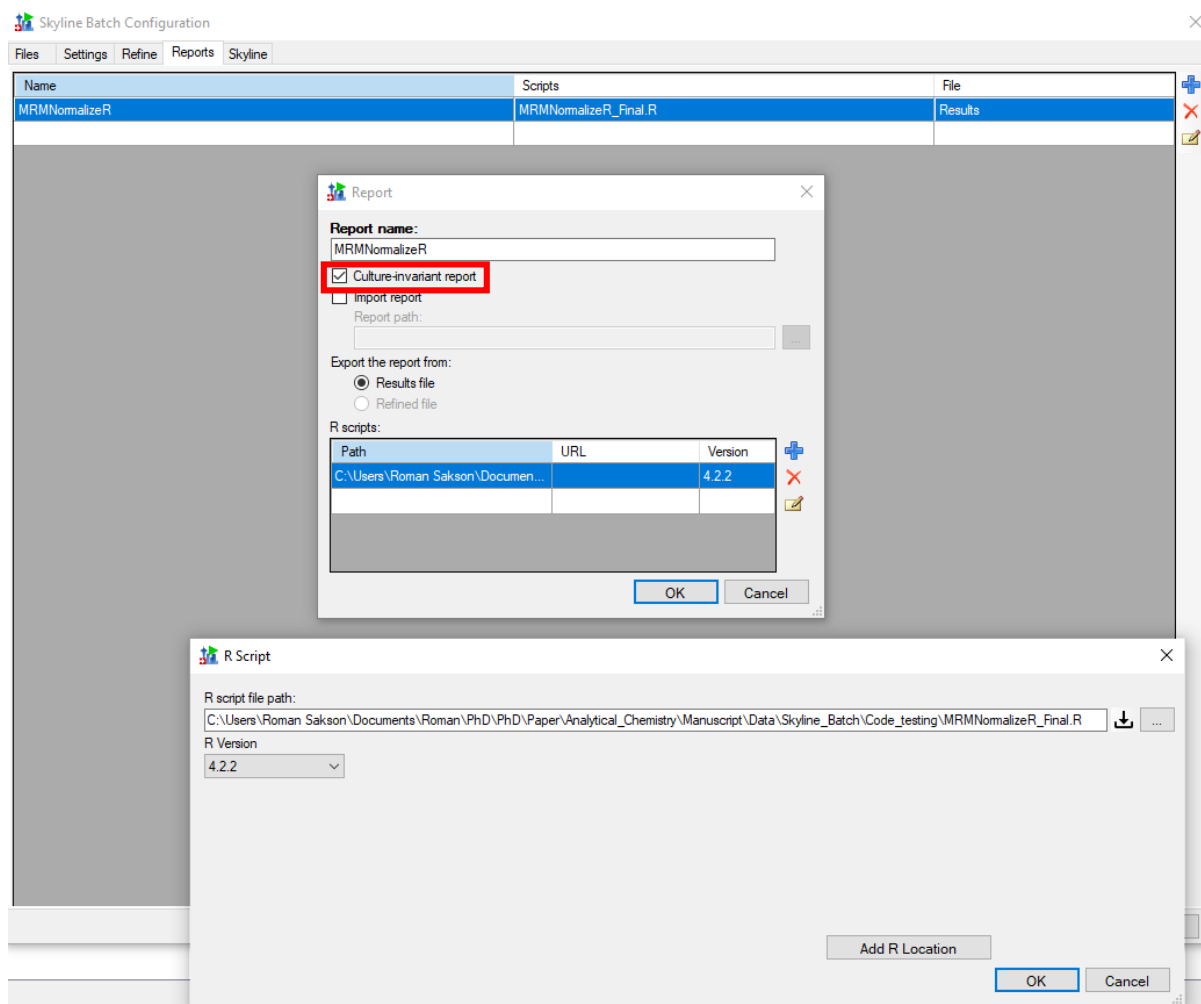 Skyline Batch Configuration
Files Settings Refine Reports Skyline
Name Scripts File
MRMNormalizeR MRMNormalizeR_Final.R Results
Report
Report name:
MRMNormalizeR
Culture-invariant report
Import report
Report path:
...
Export the report from:
Results file
Refined file
R scripts:
Path URL Version
C:\Users\Roman Sakson\Documen... 4.2.2
OK Cancel
R Script
R script file path:
C:\Users\Roman Sakson\Documents\Roman\PhD\PhD\Paper\Analytical_Chemistry\Manuscript\Data\Skyline_Batch\Code_testing\MRMNormalizeR_Final.R ...
R Version
4.2.2
Add R Location
OK Cancel